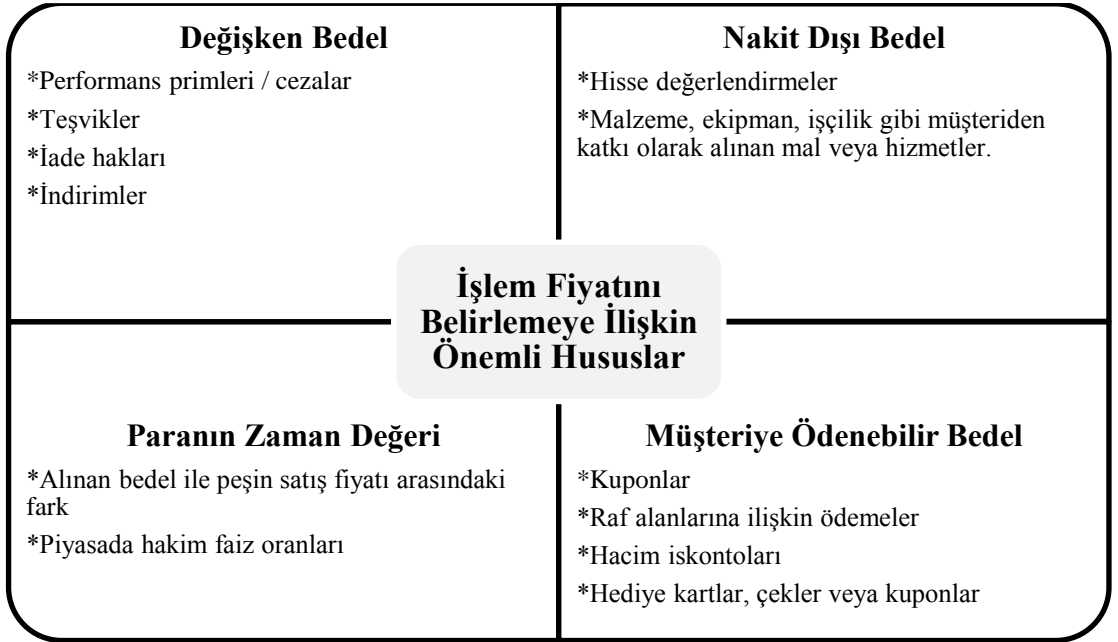 Değişken Bedel
*Performans primleri / cezalar
*Teşvikler
*İade hakları
*İndirimler
Nakit Dışı Bedel
*Hisse değerlendirmeler
*Malzeme, ekipman, işçilik gibi müşteriden
katkı olarak alınan mal veya hizmetler.
İşlem Fiyatını
Belirlemeye İlişkin
Önemli Hususlar
Paranın Zaman Değeri
*Alınan bedel ile peşin satış fiyatı arasındaki
fark
*Piyasada hakim faiz oranları
Müşteriye Ödenebilir Bedel
*Kuponlar
*Raf alanlarına ilişkin ödemeler
*Hacim iskontoları
*Hediye kartlar, çekler veya kuponlar